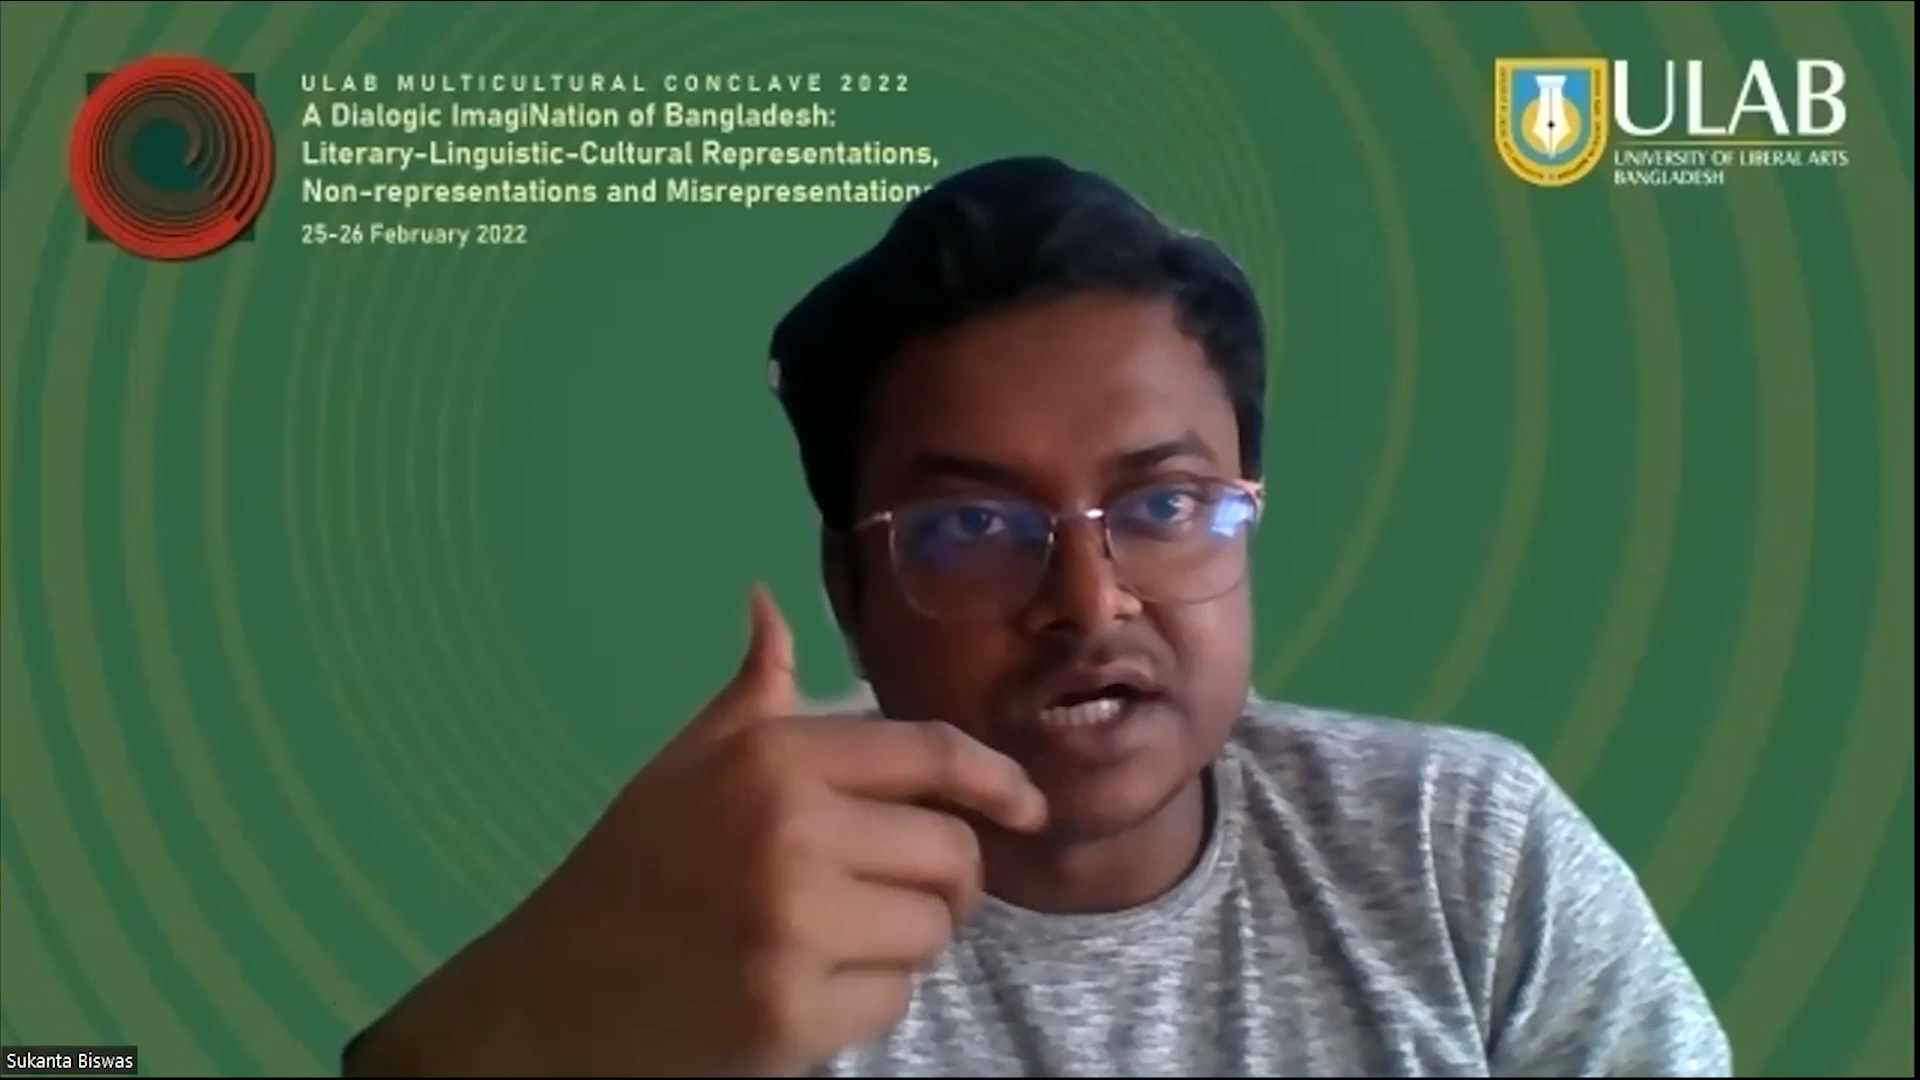 ULAB MULTICULTURAL CONCLAVE 2022
A Dialogic ImagiNation of Bangladesh:
Literary-Linguistic-Cultural Representations,
Non-representations and Misrepresentation
25-26 February 2022
ULAB
UNIVERSITY OF LIBERAL ARTS
BANGLADESH
Sukanta Biswas